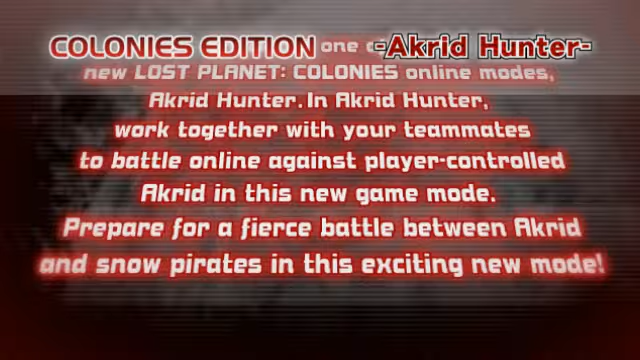 COLONIES EDITION -Akrid Hunter-
one
new LOST PLANET: COLONIES online modes,
Akrid Hunter. In Akrid Hunter,
work together with your teammates
to battle online against player-controlled
Akrid in this new game mode.
Prepare for a fierce battle between Akrid
and snow pirates in this exciting new mode!